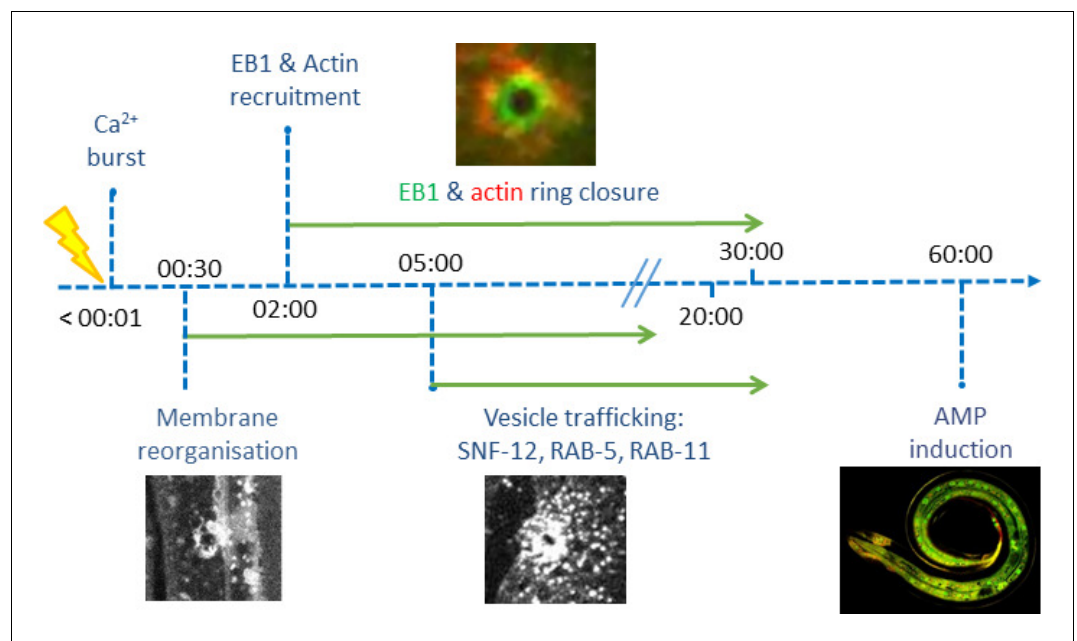 EB1 & Actin
recruitment
Ca²⁺
burst
EB1 & actin ring closure
00:30
05:00
30:00
60:00
< 00:01
02:00
20:00
Membrane
reorganisation
Vesicle trafficking:
SNF-12, RAB-5, RAB-11
AMP
induction